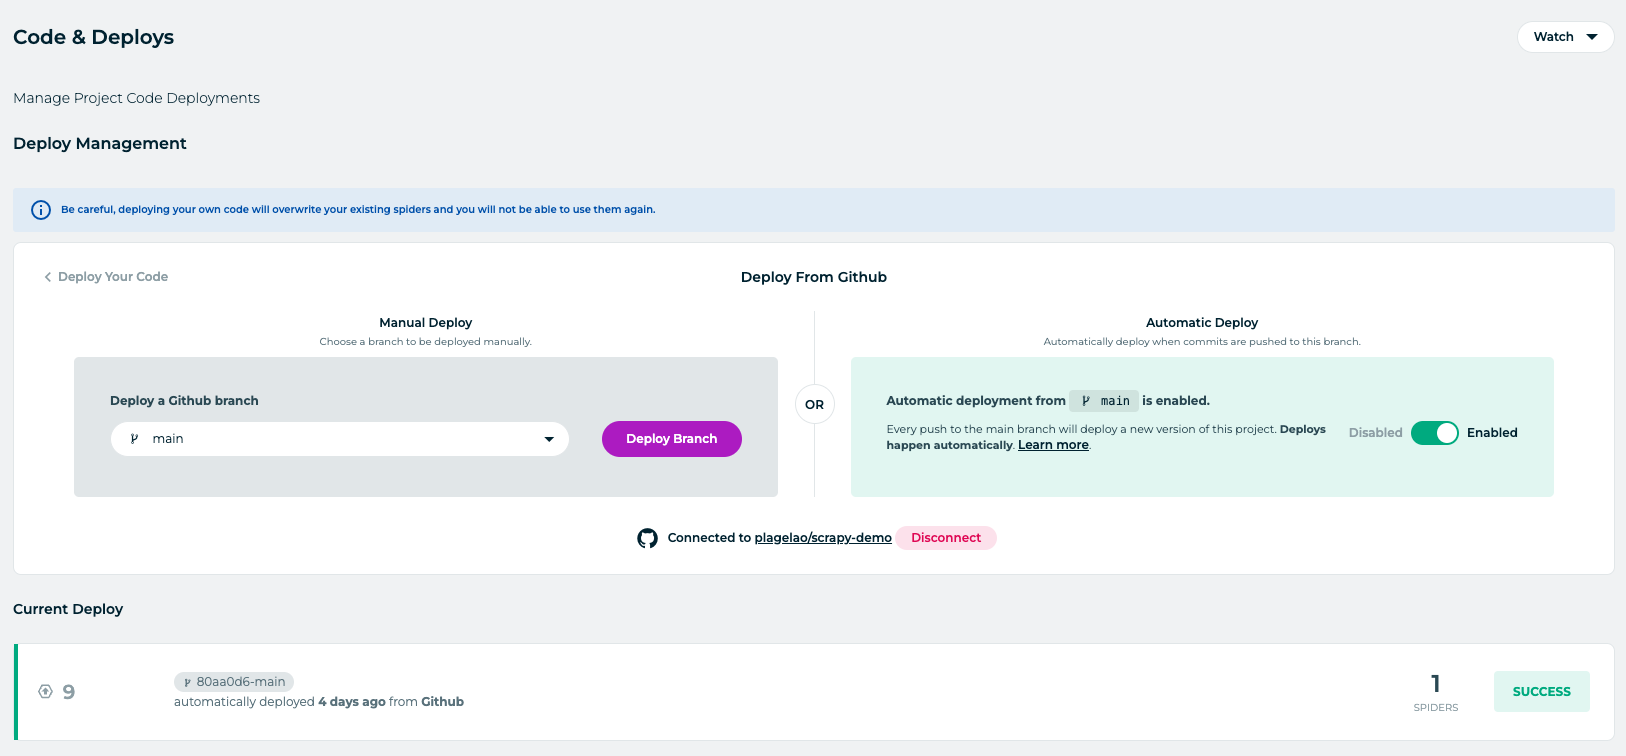 Code & Deploys
Watch
Manage Project Code Deployments
Deploy Management
Be careful, deploying your own code will overwrite your existing spiders and you will not be able to use them again.
Deploy Your Code
Deploy From Github
Manual Deploy
Choose a branch to be deployed manually.
Deploy a Github branch
main
Deploy Branch
OR
Automatic Deploy
Automatically deploy when commits are pushed to this branch.
Automatic deployment from main is enabled.
Every push to the main branch will deploy a new version of this project. Deploys
happen automatically. Learn more.
Disabled
Enabled
Connected to plagelao/scrapy-demo Disconnect
Current Deploy
9
80aa0d6-main
automatically deployed 4 days ago from Github
1
SPIDERS
SUCCESS